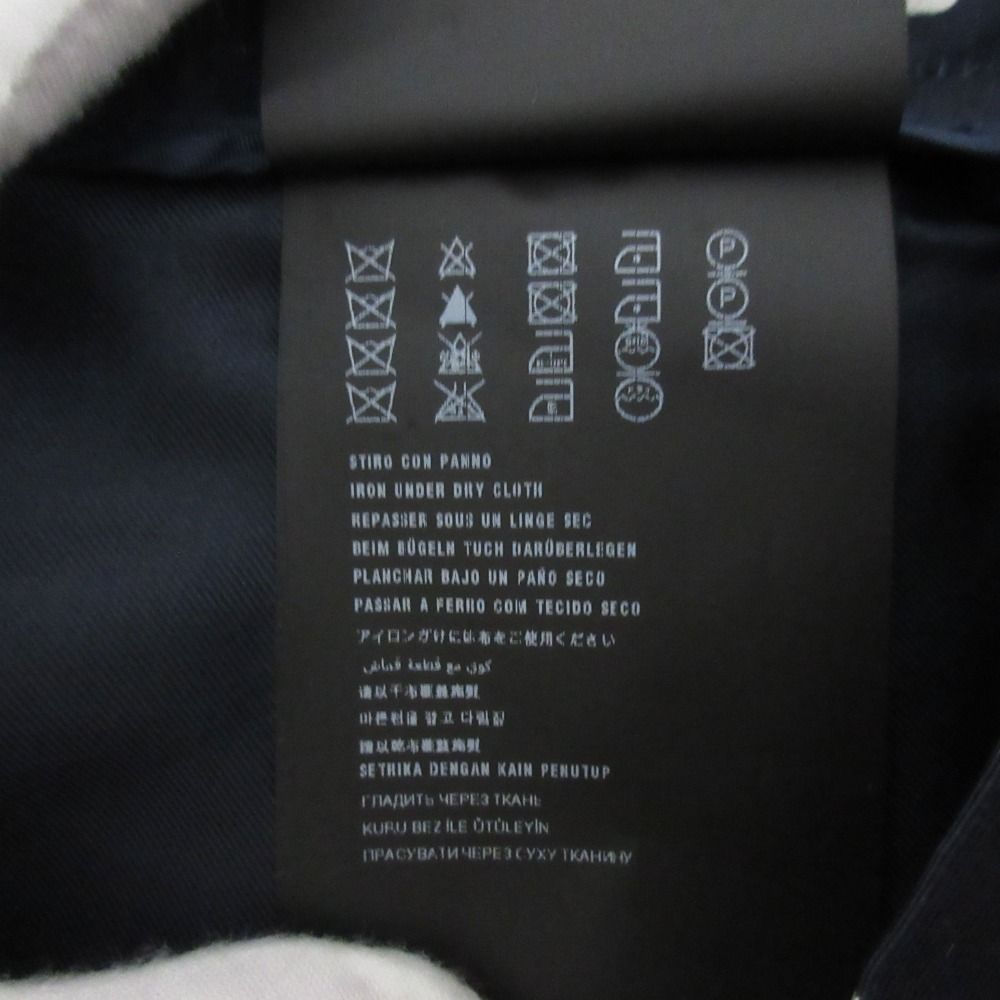 P
P
STIRO CON PANNO
IRON UNDER DRY CLOTH
REPASSER SOUS UN LINGE SEC
BEIM BÜGELN TUCH DARÜBERLEGEN
PLANCHAR BAJO UN PAÑO SECO
PASSAR A FERRO COM TECIDO SECO
アイロンがけには布をご使用ください
كوي مع قطعة قماش
请以干布覆盖熨
마른천을 깔고 다림질
請以乾布覆蓋熨
SETRIKA DENGAN KAIN PENUTUP
ГЛАДИТЬ ЧЕРЕЗ ТКАНЬ
KURU BEZ İLE ÜTÜLEYİN
ПРАСУВАТИ ЧЕРЕЗ СУХУ ТКАНИНУ